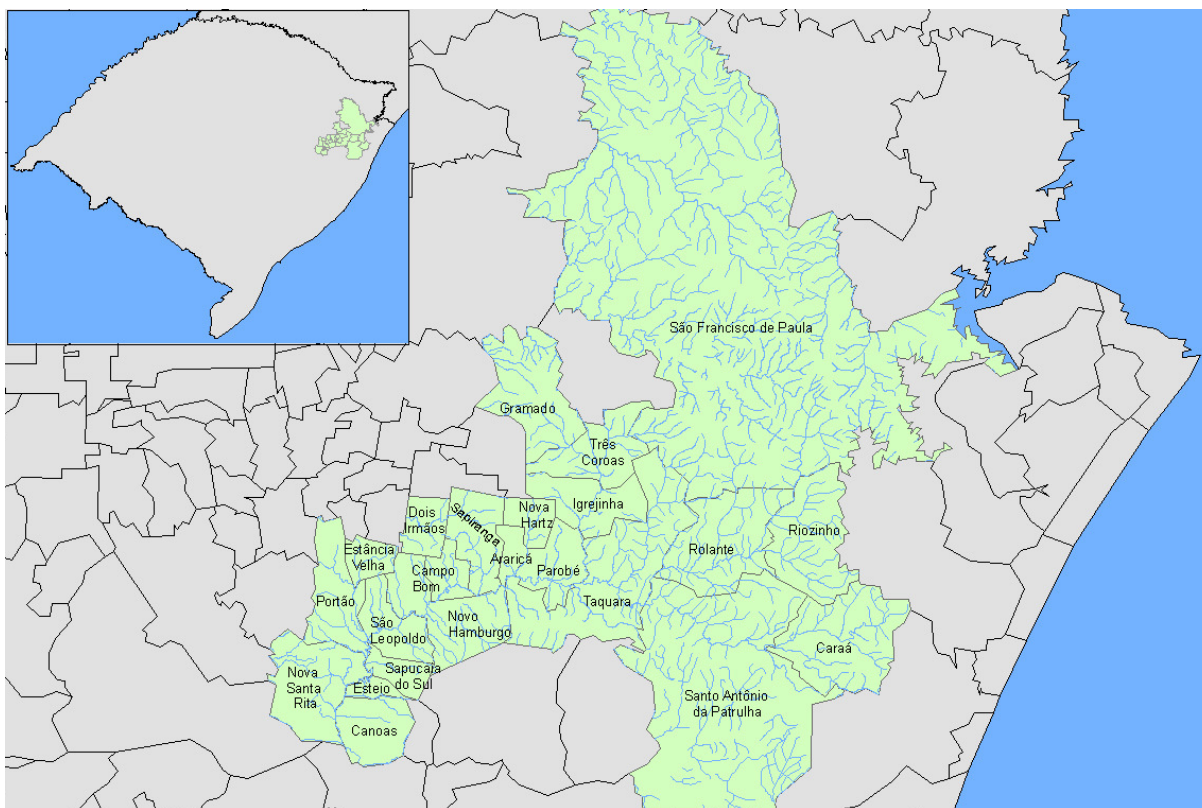 São Francisco de Paula
Gramado
Três
Coroas
Igrejinha
Nova
Hartz
Sapiranga
Dois
Irmãos
Riozinho
Rolante
Estância
Velha
Araricá
Campo
Bom
Parobé
Portão
Taquara
São
Leopoldo
Novo
Hamburgo
Caraá
Sapucaia
do Sul
Nova
Santa
Rita
Esteio
Santo Antônio
da Patrulha
Canoas